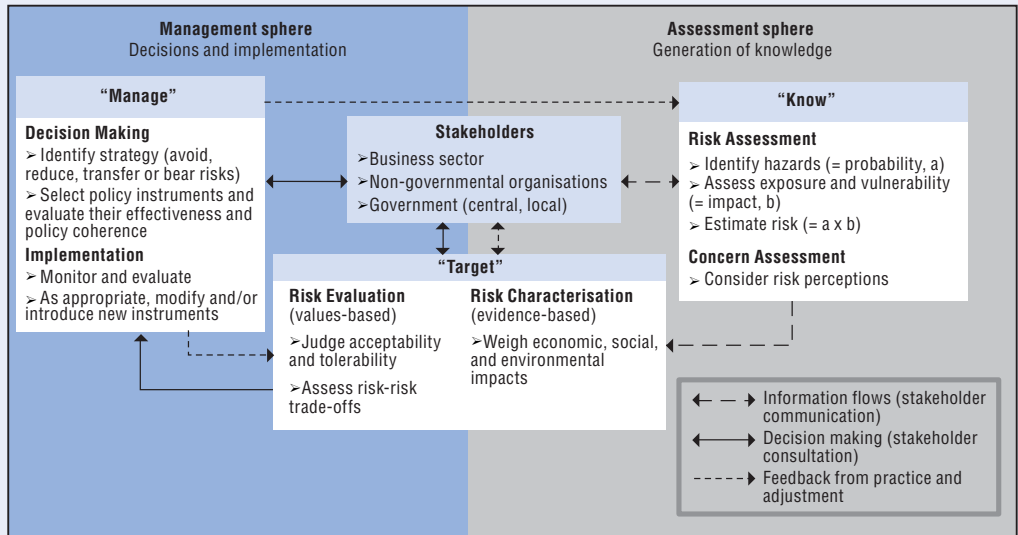 Management sphere
Decisions and implementation
Assessment sphere
Generation of knowledge
“Manage”
Decision Making
➢ Identify strategy (avoid,
reduce, transfer or bear risks)
➢ Select policy instruments and
evaluate their effectiveness and
policy coherence
Implementation
➢ Monitor and evaluate
➢ As appropriate, modify and/or
introduce new instruments
Stakeholders
➢ Business sector
➢ Non-governmental organisations
➢ Government (central, local)
“Know”
Risk Assessment
➢ Identify hazards (= probability, a)
➢ Assess exposure and vulnerability
(= impact, b)
➢ Estimate risk (= a x b)
Concern Assessment
➢ Consider risk perceptions
“Target”
Risk Evaluation
(values-based)
➢ Judge acceptability
and tolerability
➢ Assess risk-risk
trade-offs
Risk Characterisation
(evidence-based)
➢ Weigh economic, social,
and environmental
impacts
Information flows (stakeholder
communication)
Decision making (stakeholder
consultation)
Feedback from practice and
adjustment